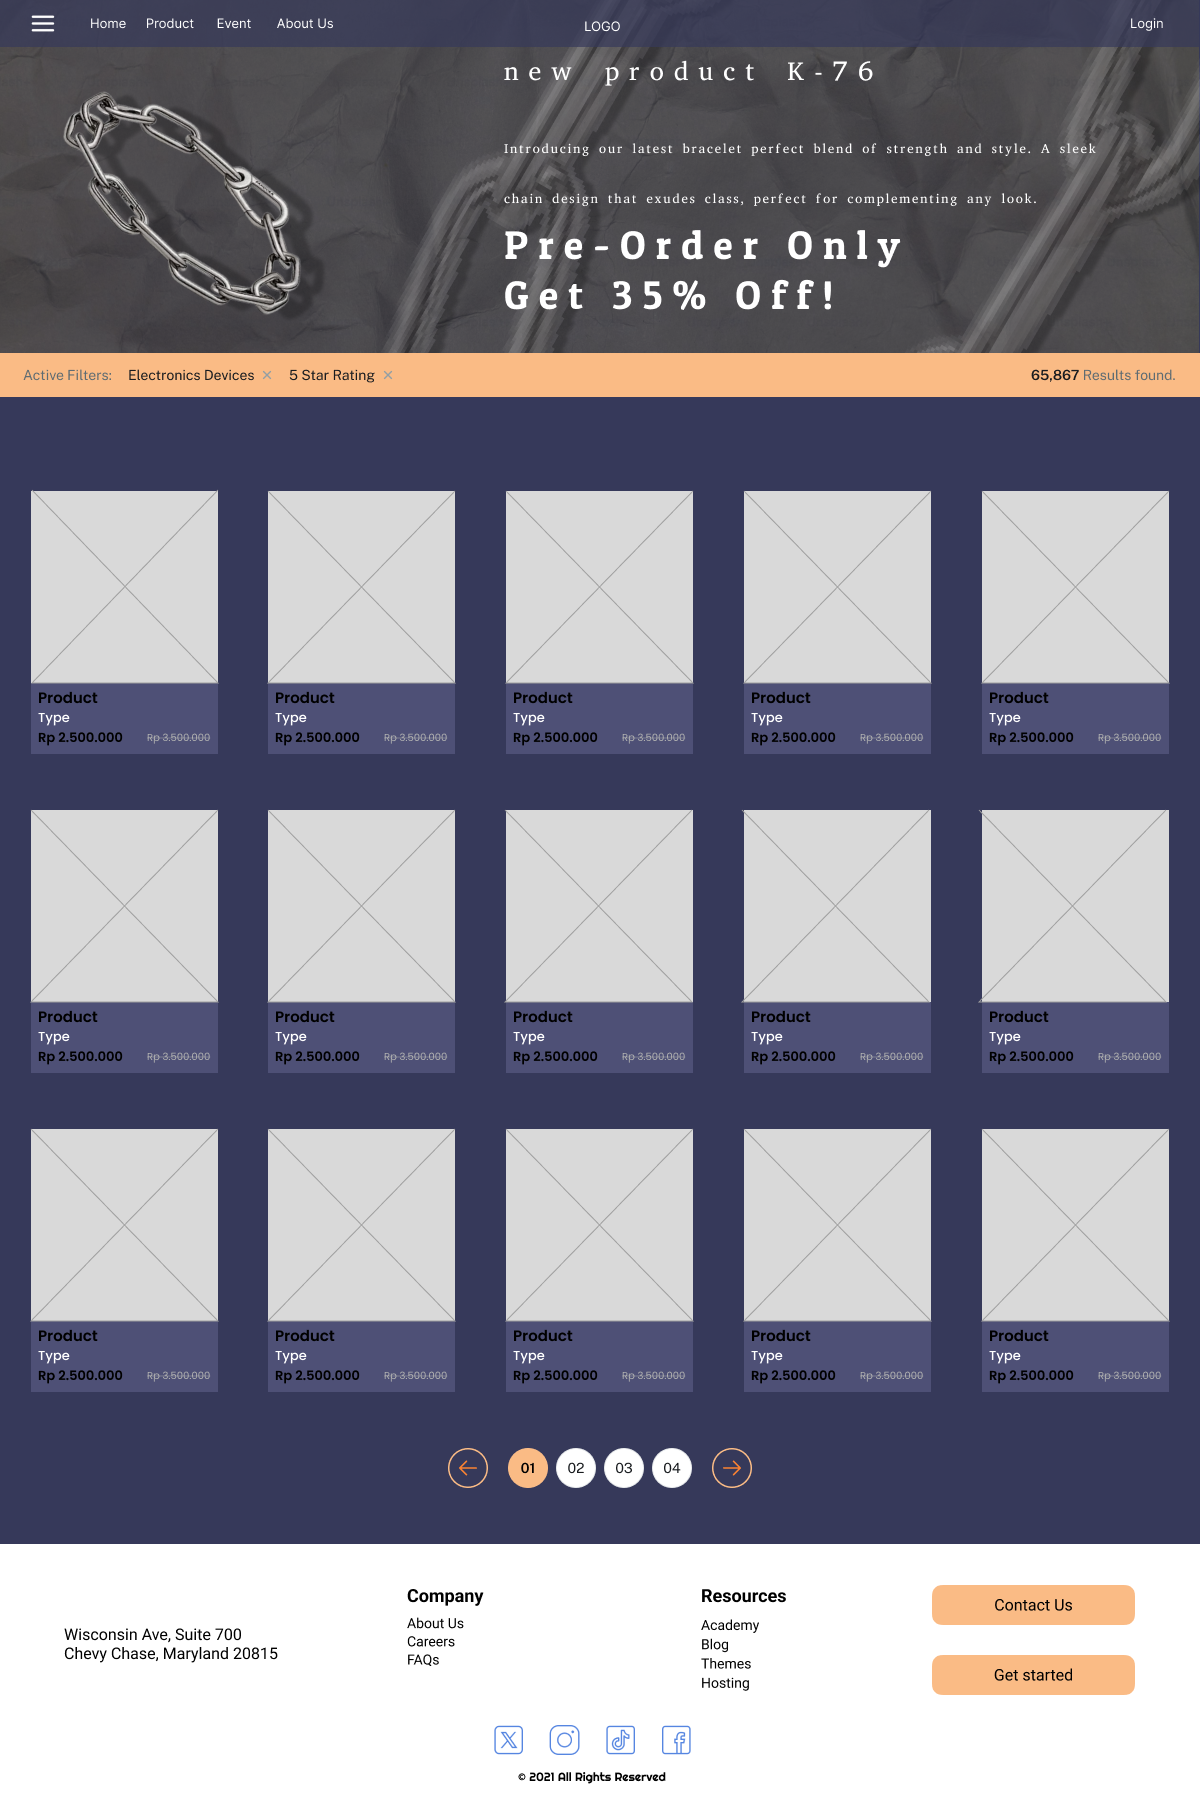 Home Product Event About Us LOGO Login
new product K-76
Introducing our latest bracelet perfect blend of strength and style. A sleek
chain design that exudes class, perfect for complementing any look.
Pre-Order Only
Get 35% Off!
Active Filters: Electronics Devices × 5 Star Rating × 65,867 Results found.
Product Product Product Product Product
Type Type Type Type Type
Rp 2.500.000 Rp 3.500.000 Rp 2.500.000 Rp 3.500.000 Rp 2.500.000 Rp 3.500.000 Rp 2.500.000 Rp 3.500.000 Rp 2.500.000 Rp 3.500.000
Product Product Product Product Product
Type Type Type Type Type
Rp 2.500.000 Rp 3.500.000 Rp 2.500.000 Rp 3.500.000 Rp 2.500.000 Rp 3.500.000 Rp 2.500.000 Rp 3.500.000 Rp 2.500.000 Rp 3.500.000
Product Product Product Product Product
Type Type Type Type Type
Rp 2.500.000 Rp 3.500.000 Rp 2.500.000 Rp 3.500.000 Rp 2.500.000 Rp 3.500.000 Rp 2.500.000 Rp 3.500.000 Rp 2.500.000 Rp 3.500.000
01 02 03 04
Wisconsin Ave, Suite 700
Chevy Chase, Maryland 20815
Company
About Us
Careers
FAQs
Resources
Academy
Blog
Themes
Hosting
Contact Us
Get started
© 2021 All Rights Reserved